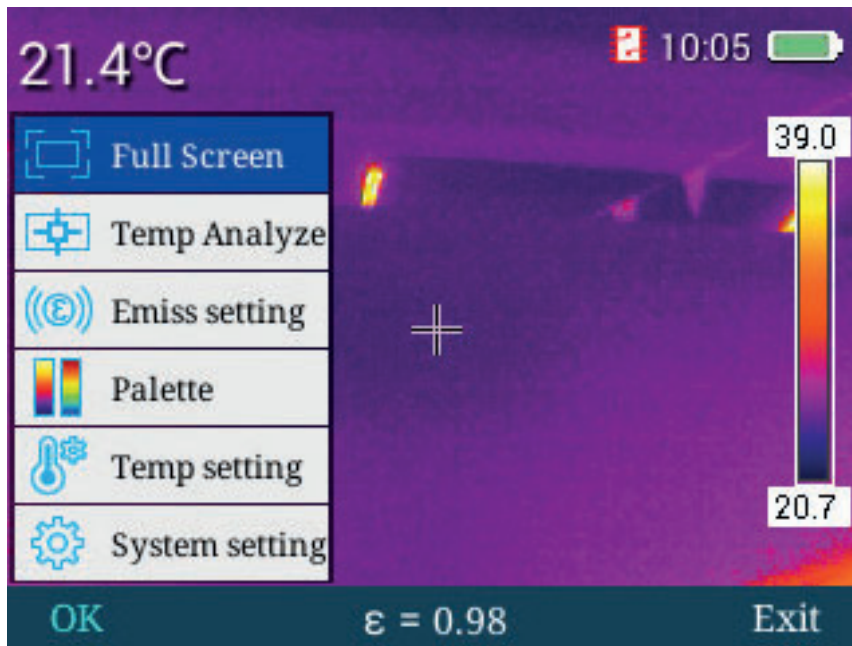 21.4°C
10:05
39.0
Full Screen
Temp Analyze
Emiss setting
Palette
Temp setting
System setting
20.7
OK
ε = 0.98
Exit